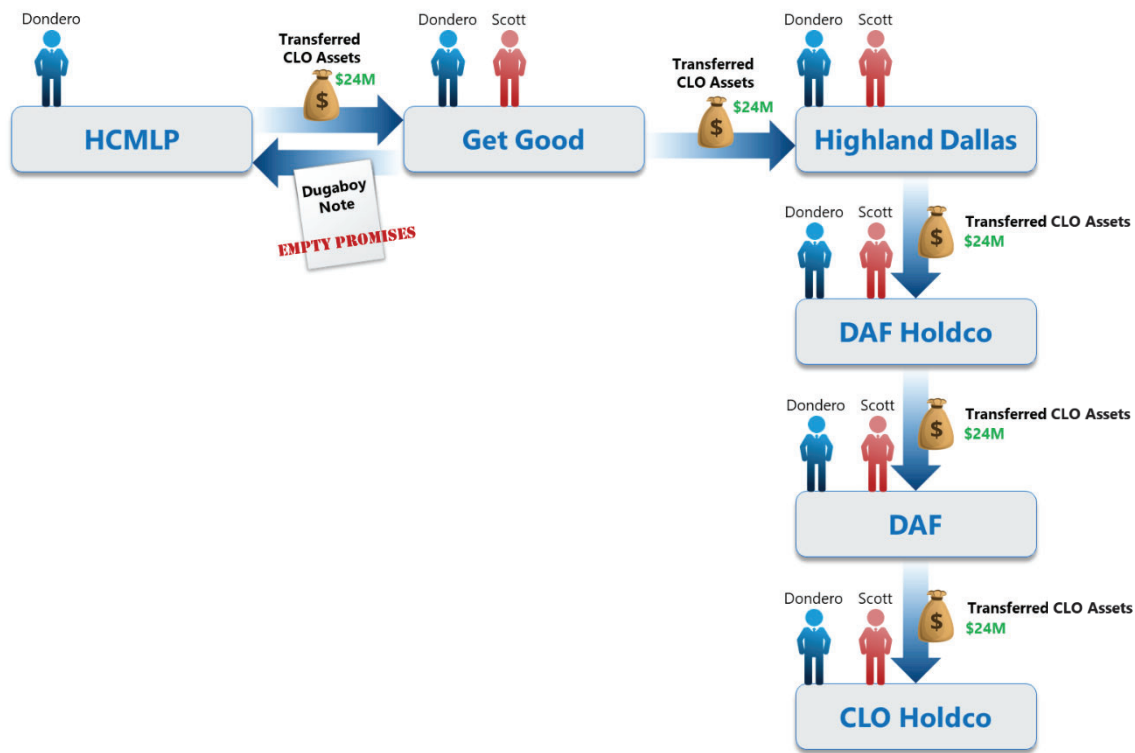 Dondero
Transferred
CLO Assets
$24M
$
HCMLP
Dondero Scott
Get Good
Dugaboy
Note
EMPTY PROMISES
Transferred
CLO Assets
$24M
$
Dondero Scott
Highland Dallas
Transferred CLO Assets
$24M
$
Dondero Scott
DAF Holdco
Transferred CLO Assets
$24M
$
Dondero Scott
DAF
Transferred CLO Assets
$24M
$
Dondero Scott
CLO Holdco